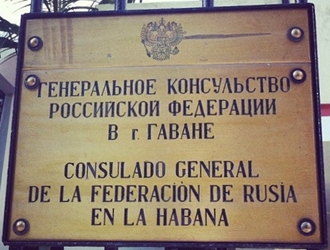 ГЕНЕРАЛЬНОЕ КОНСУЛЬСТВО
РОССИЙСКОЙ ФЕДЕРАЦИИ
В г. ГАВАНЕ
CONSULADO GENERAL
DE LA FEDERACIÓN DE RUSIA
EN LA HABANA